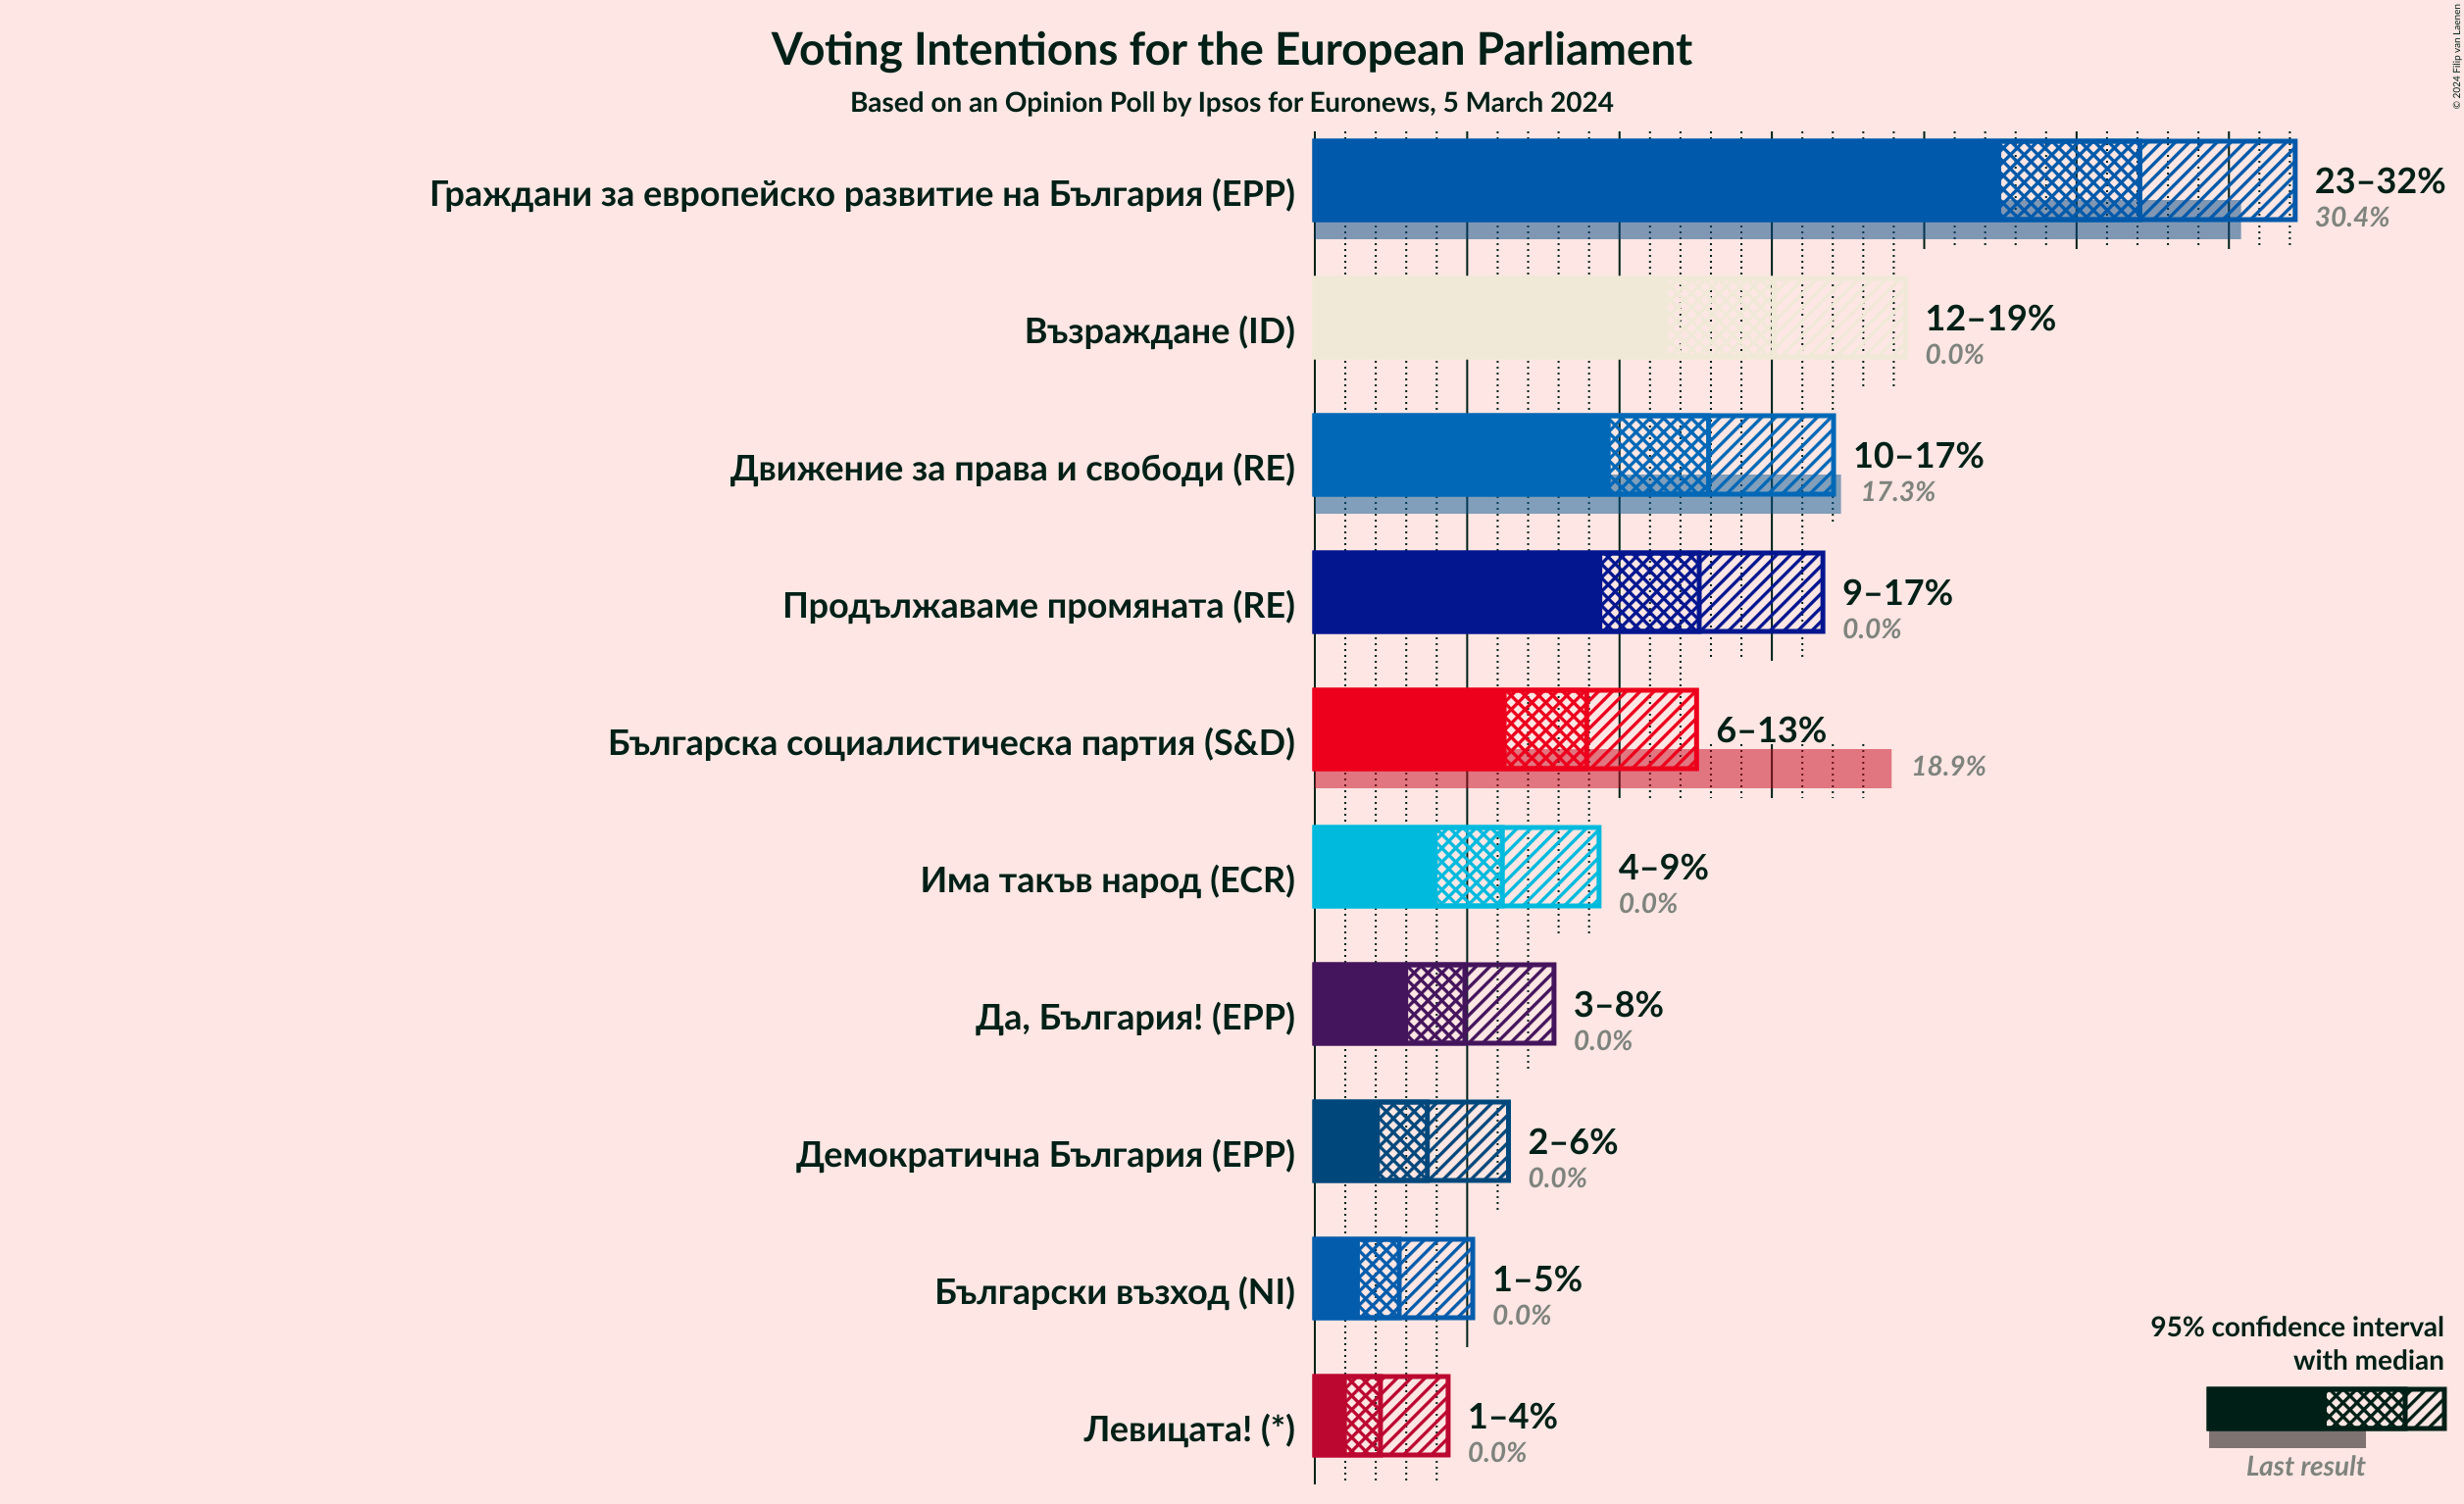 Voting Intentions for the European Parliament
Based on an Opinion Poll by Ipsos for Euronews, 5 March 2024
© 2024 Filip van Laenen
Граждани за европейско развитие на България (EPP)
23–32%
30.4%
Възраждане (ID)
12–19%
0.0%
Движение за права и свободи (RE)
10–17%
17.3%
Продължаваме промяната (RE)
9–17%
0.0%
Българска социалистическа партия (S&D)
6–13%
18.9%
Има такъв народ (ECR)
4–9%
0.0%
Да, България! (EPP)
3–8%
0.0%
Демократична България (EPP)
2–6%
0.0%
Български възход (NI)
1–5%
0.0%
Левицата! (*)
1–4%
0.0%
95% confidence interval
with median
Last result